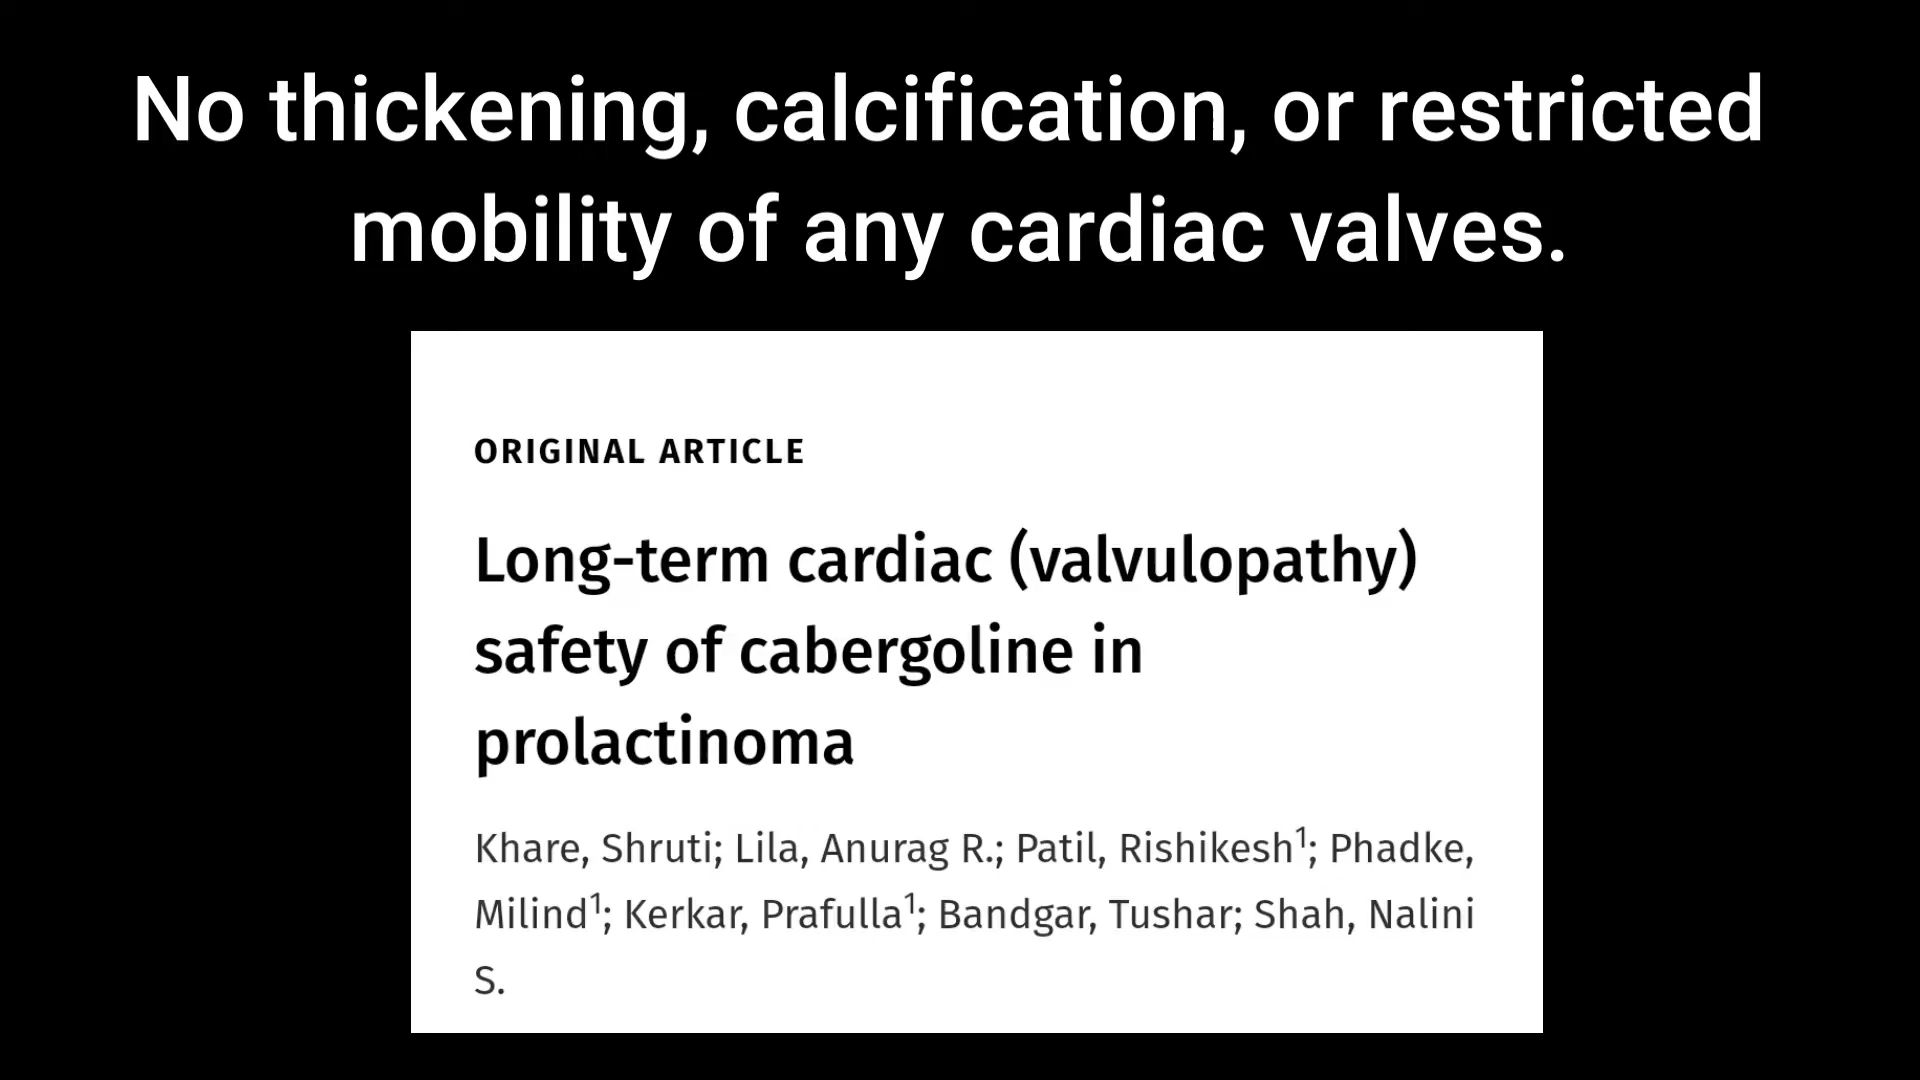 No thickening, calcification, or restricted
mobility of any cardiac valves.
ORIGINAL ARTICLE
Long-term cardiac (valvulopathy)
safety of cabergoline in
prolactinoma
Khare, Shruti; Lila, Anurag R.; Patil, Rishikesh¹; Phadke,
Milind¹; Kerkar, Prafulla¹; Bandgar, Tushar; Shah, Nalini
S.